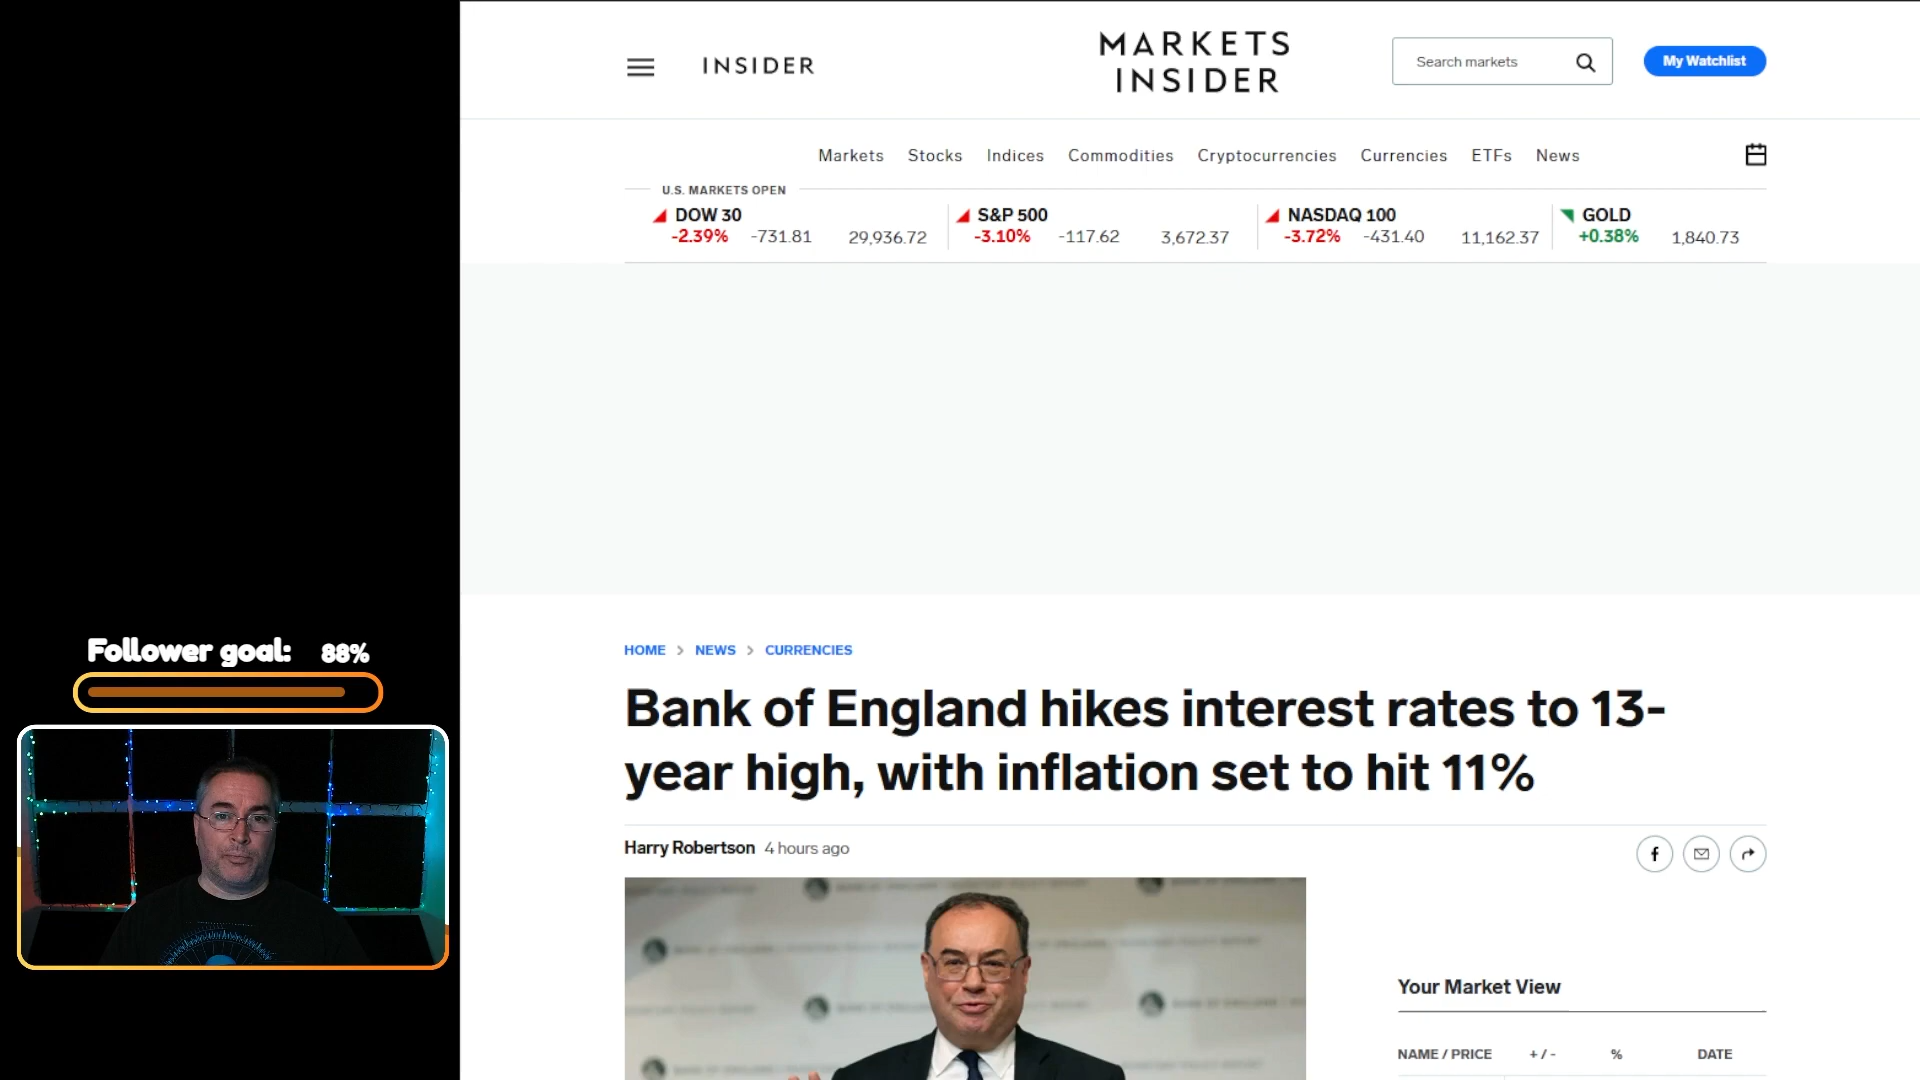 INSIDER
MARKETS
INSIDER
Search markets
My Watchlist
Markets Stocks Indices Commodities Cryptocurrencies Currencies ETFs News
U.S. MARKETS OPEN
DOW 30
-2.39% -731.81 29,936.72
S&P 500
-3.10% -117.62 3,672.37
NASDAQ 100
-3.72% -431.40 11,162.37
GOLD
+0.38% 1,840.73
Follower goal: 88%
HOME > NEWS > CURRENCIES
Bank of England hikes interest rates to 13-
year high, with inflation set to hit 11%
Harry Robertson 4 hours ago
Your Market View
NAME / PRICE + / - % DATE